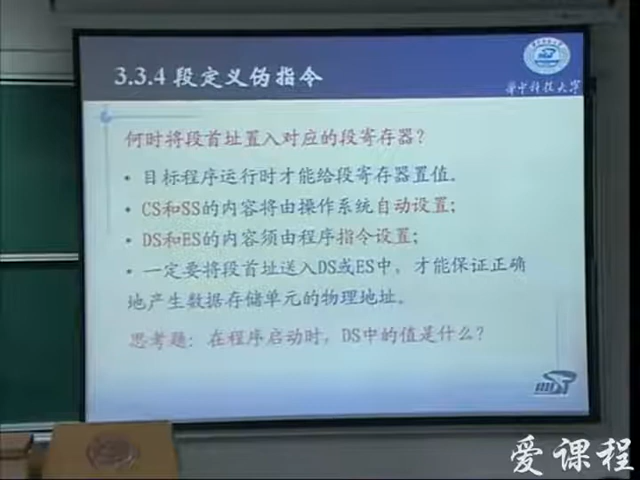 3.3.4 段定义伪指令
华中科技大学
何时将段首址置入对应的段寄存器?
• 目标程序运行时才能给段寄存器置值。
• CS和SS的内容将由操作系统自动设置;
• DS和ES的内容须由程序指令设置;
• 一定要将段首址送入DS或ES中,才能保证正确
地产生数据存储单元的物理地址。
思考题: 在程序启动时, DS中的值是什么?
爱课程